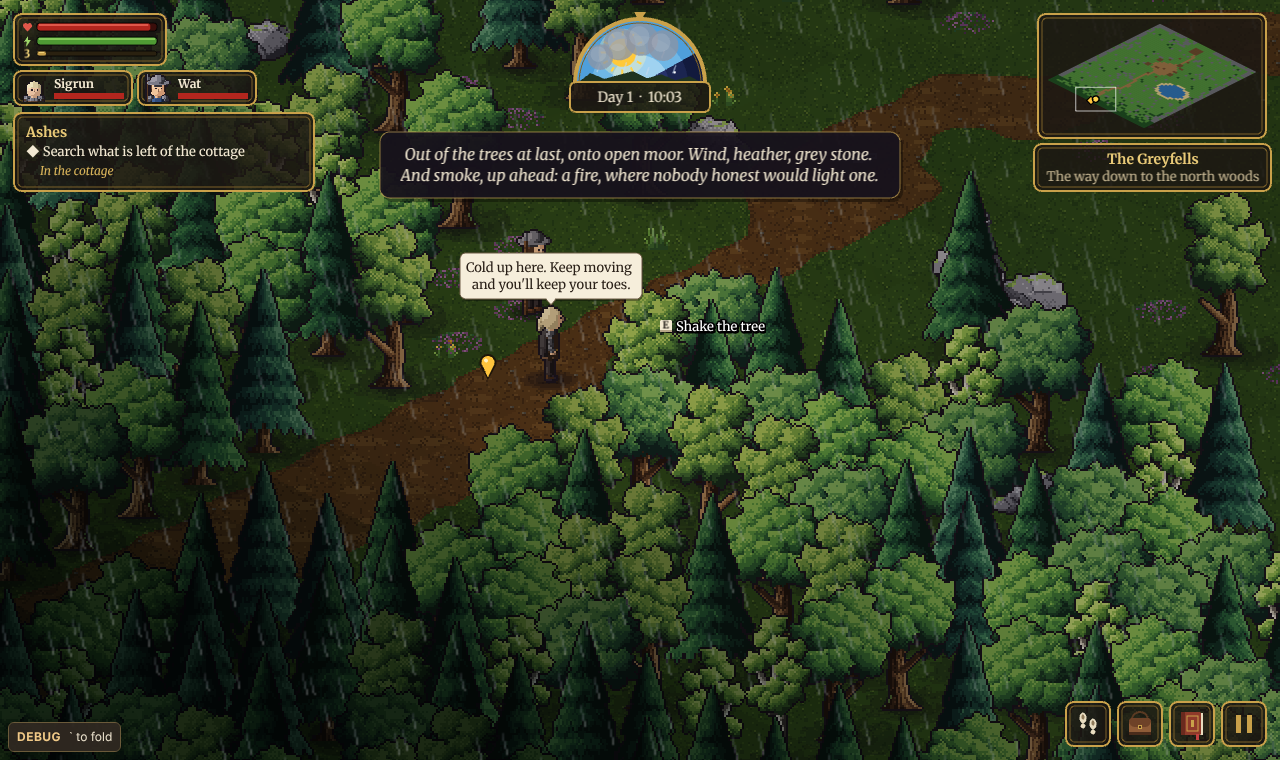 3
Sigrun
Wat
Ashes
◆ Search what is left of the cottage
In the cottage
Day 1 · 10:03
Out of the trees at last, onto open moor. Wind, heather, grey stone.
And smoke, up ahead: a fire, where nobody honest would light one.
The Greyfells
The way down to the north woods
Cold up here. Keep moving
and you'll keep your toes.
E Shake the tree
DEBUG ` to fold